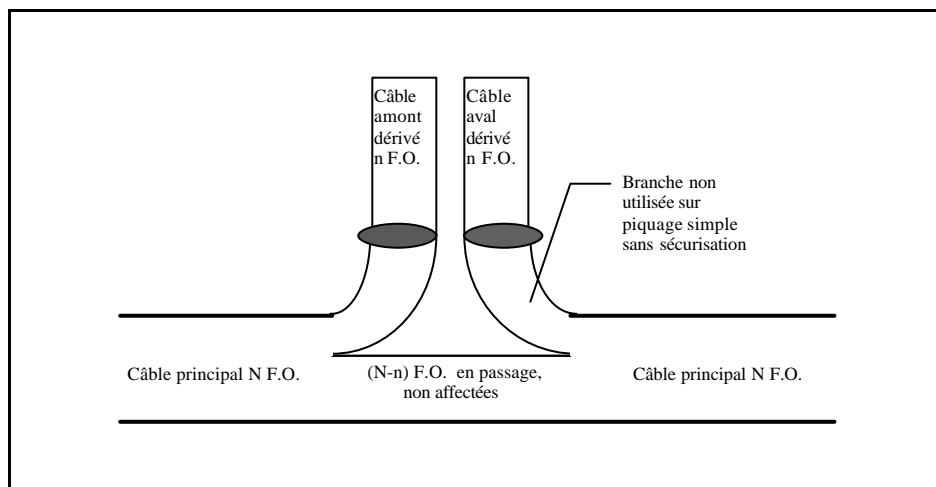 Câble
amont
dérivé
n F.O.
Câble
aval
dérivé
n F.O.
Branche non
utilisée sur
piquage simple
sans sécurisation
Câble principal N F.O.
(N-n) F.O. en passage,
non affectées
Câble principal N F.O.